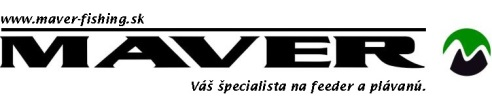 www.maver-fishing.sk
MAVER
Váš špecialista na feeder a plávanú.